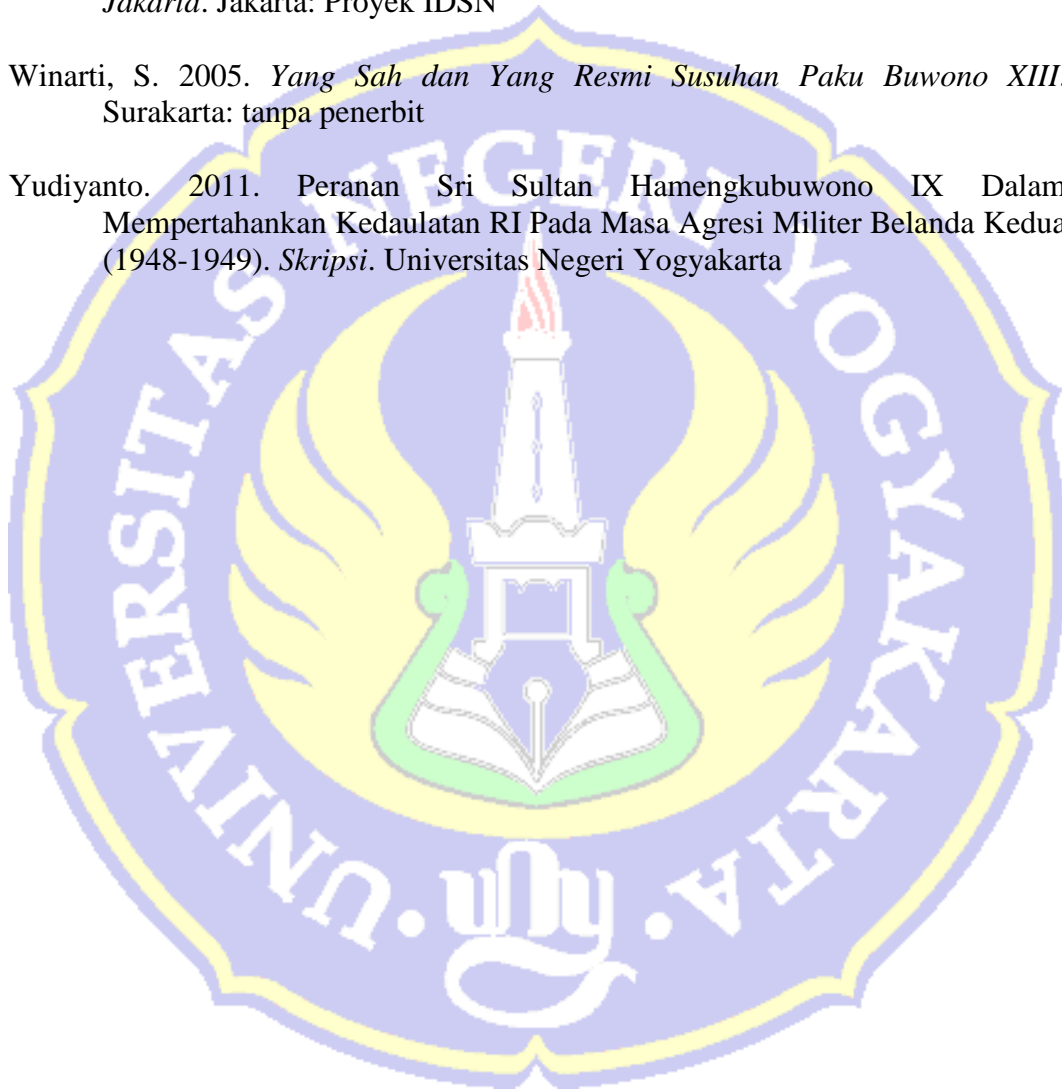 Jakarta. Jakarta: Proyek IDSN
Winarti, S. 2005. Yang Sah dan Yang Resmi Susuhan Paku Buwono XIII.
Surakarta: tanpa penerbit
Yudiyanto. 2011. Peranan Sri Sultan Hamengkubuwono IX Dalam
Mempertahankan Kedaulatan RI Pada Masa Agresi Militer Belanda Kedua
(1948-1949). Skripsi. Universitas Negeri Yogyakarta
UNIVERSITAS NEGERI YOGYAKARTA
uny